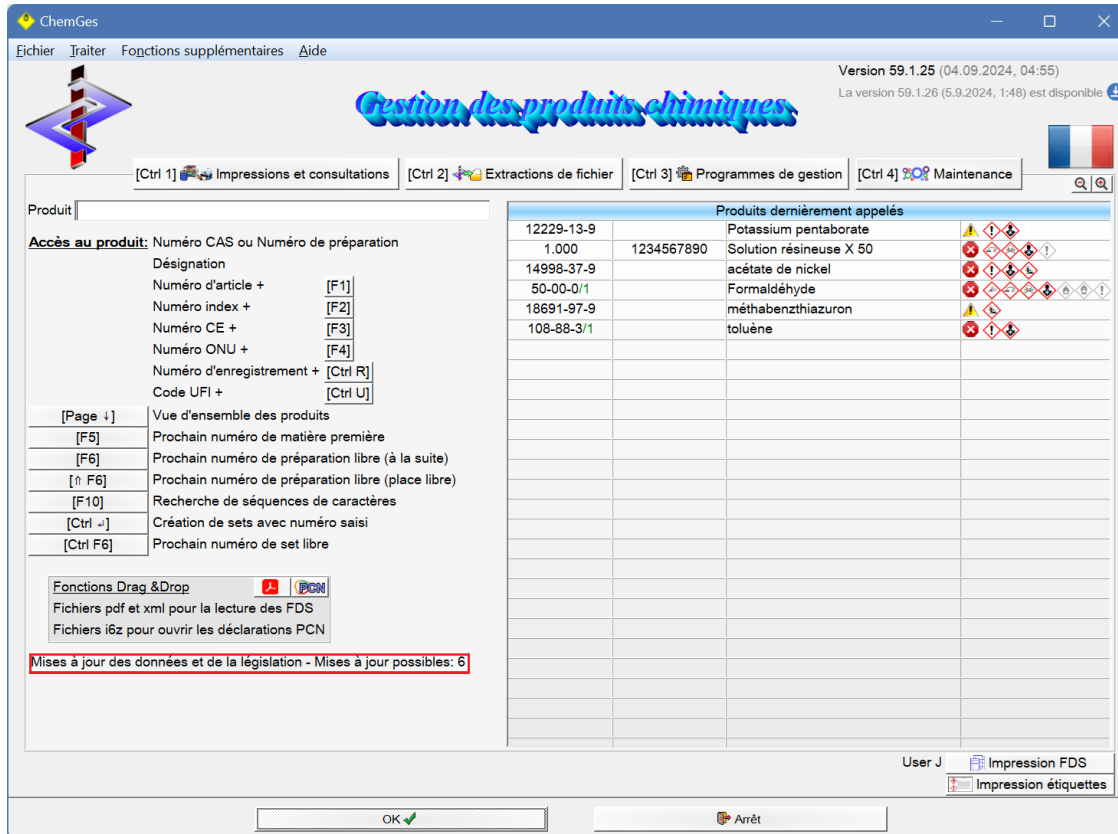 ChemGes
Fichier Traiter Fonctions supplémentaires Aide
Version 59.1.25 (04.09.2024, 04:55)
La version 59.1.26 (5.9.2024, 1:48) est disponible
Gestion des produits chimiques
[Ctrl 1] Impressions et consultations
[Ctrl 2] Extractions de fichier
[Ctrl 3] Programmes de gestion
[Ctrl 4] Maintenance
Produit
Accès au produit: Numéro CAS ou Numéro de préparation
Désignation
Numéro d'article + [F1]
Numéro index + [F2]
Numéro CE + [F3]
Numéro ONU + [F4]
Numéro d'enregistrement + [Ctrl R]
Code UFI + [Ctrl U]
[Page ↓] Vue d'ensemble des produits
[F5] Prochain numéro de matière première
[F6] Prochain numéro de préparation libre (à la suite)
[⇑ F6] Prochain numéro de préparation libre (place libre)
[F10] Recherche de séquences de caractères
[Ctrl ↵] Création de sets avec numéro saisi
[Ctrl F6] Prochain numéro de set libre
Fonctions Drag &Drop PCN
Fichiers pdf et xml pour la lecture des FDS
Fichiers i6z pour ouvrir les déclarations PCN
Mises à jour des données et de la législation - Mises à jour possibles: 6
Produits dernièrement appelés
12229-13-9 Potassium pentaborate
1.000 1234567890 Solution résineuse X 50
14998-37-9 acétate de nickel
50-00-0/1 Formaldéhyde
18691-97-9 méthabenzthiazuron
108-88-3/1 toluène
User J Impression FDS
Impression étiquettes
OK Arrêt